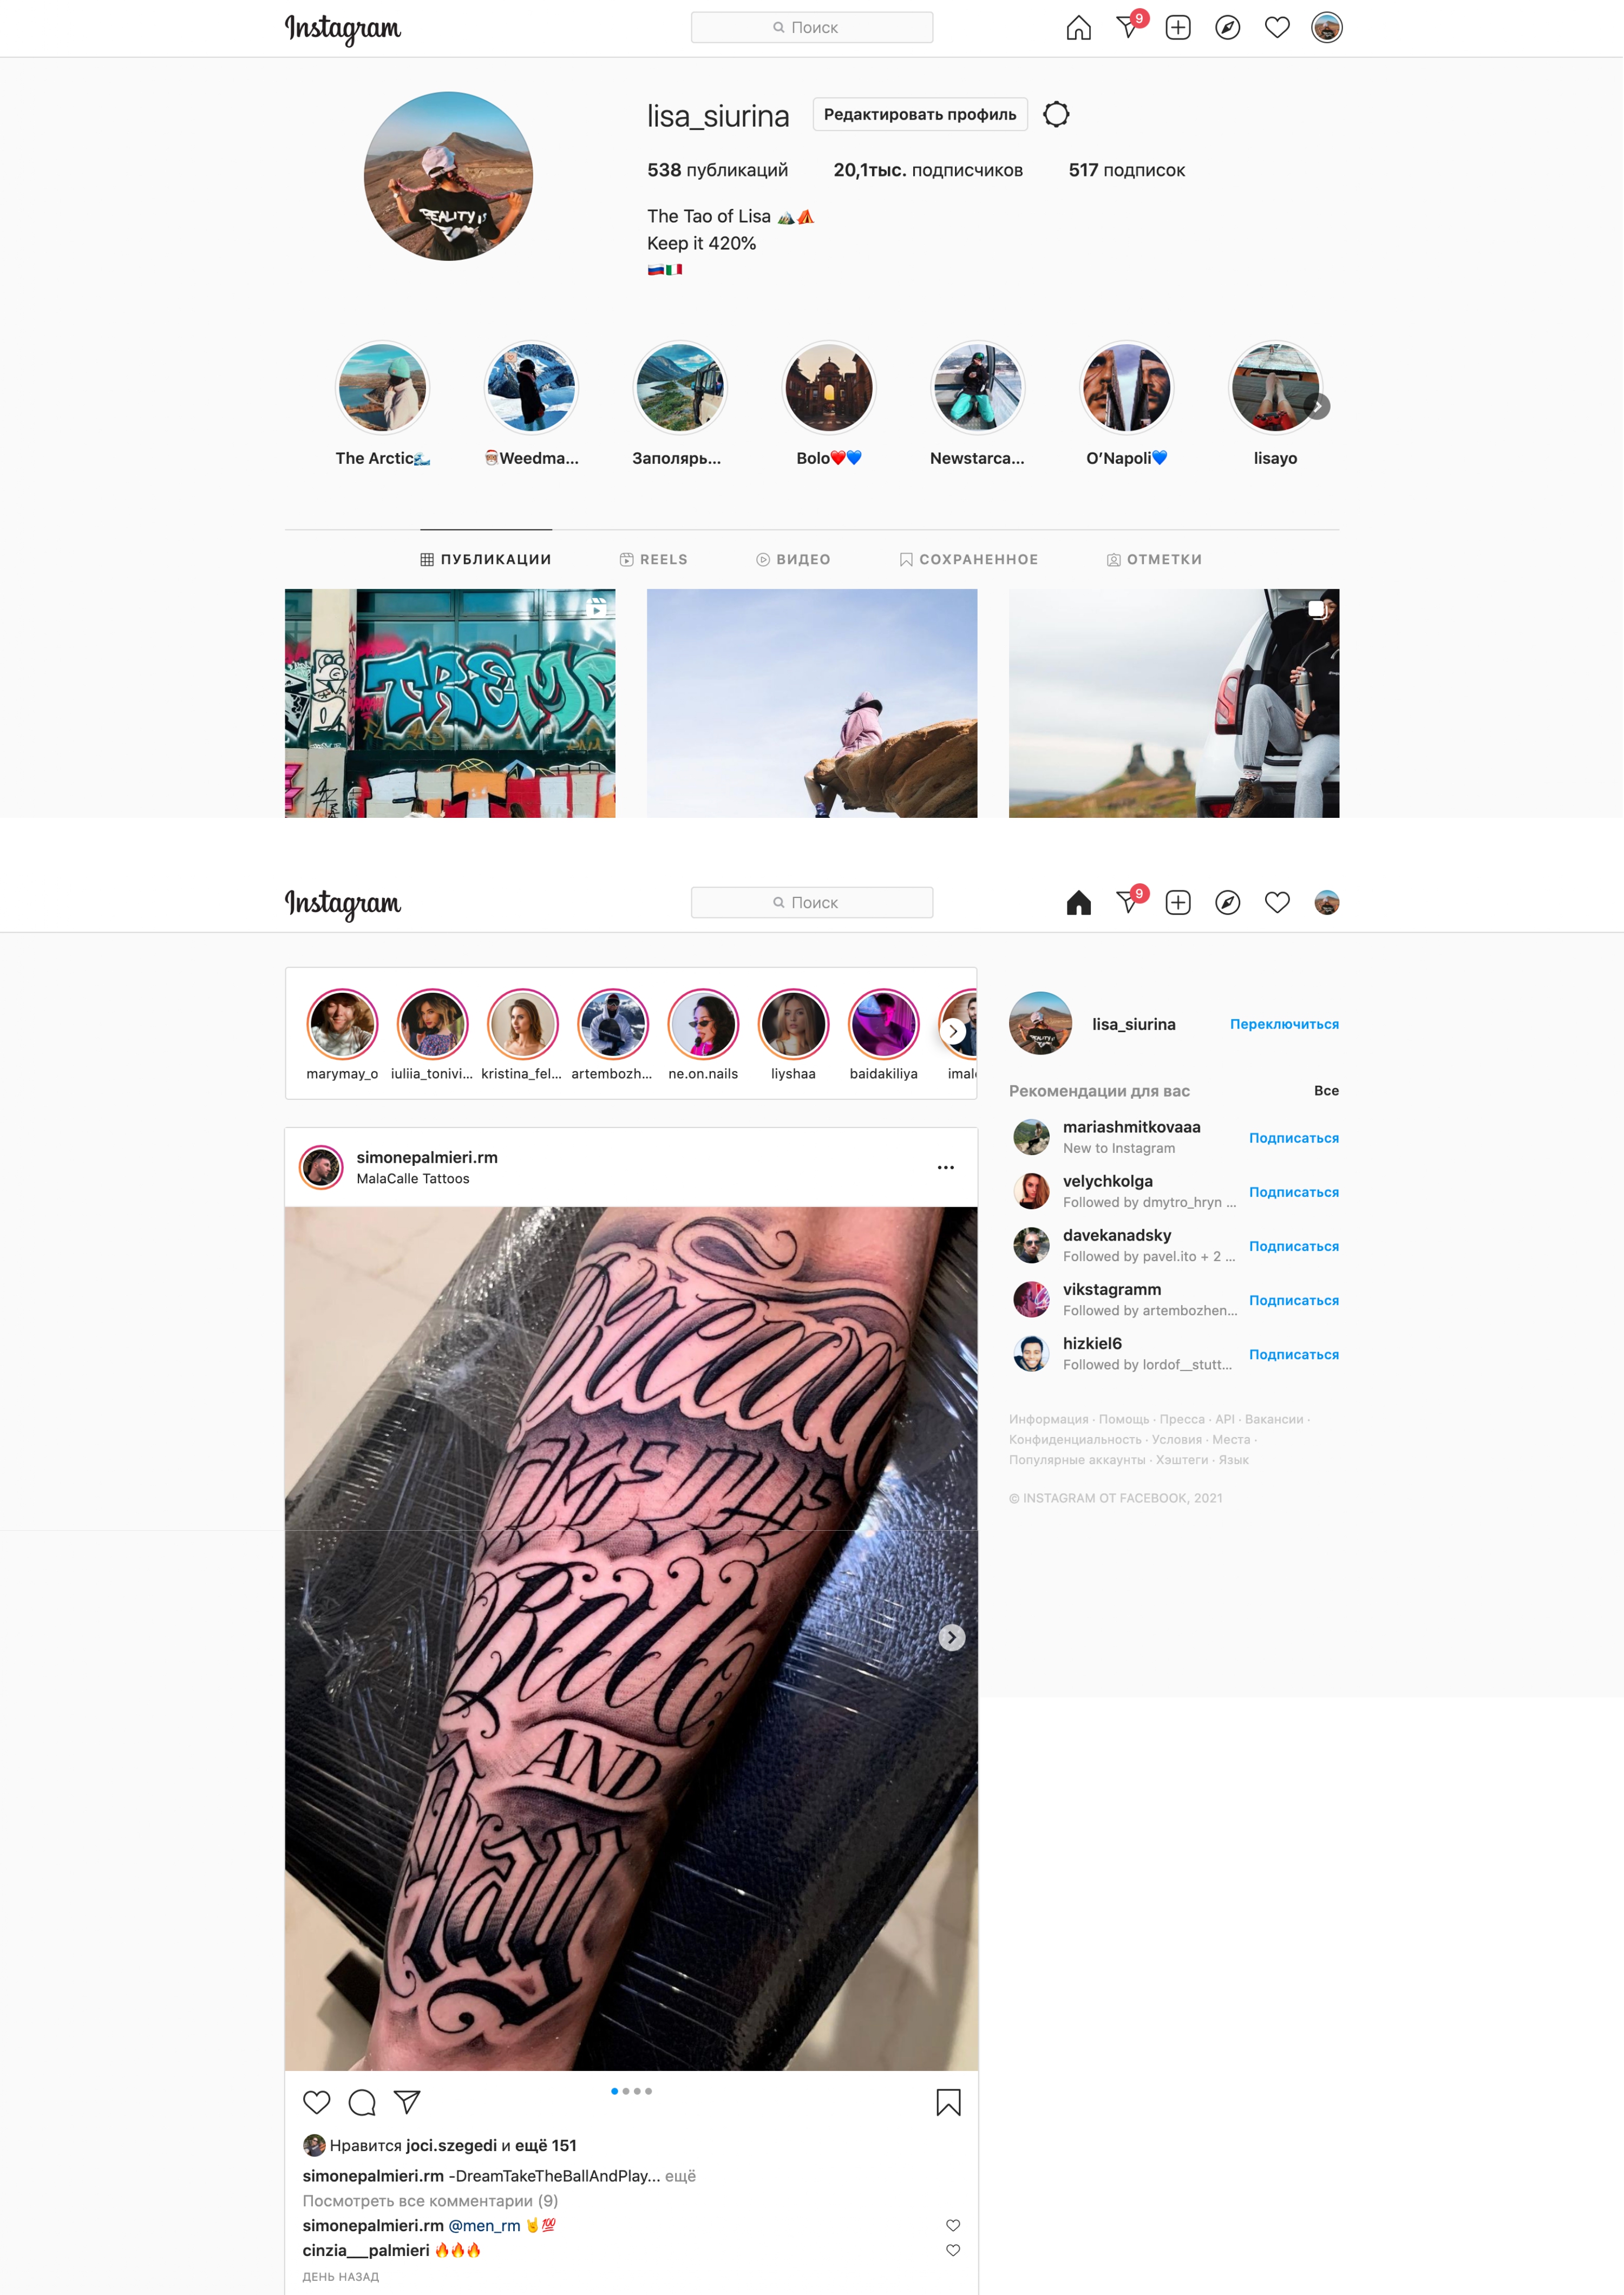 Instagram
Поиск
9
lisa_siurina Редактировать профиль
538 публикаций 20,1тыс. подписчиков 517 подписок
The Tao of Lisa 🏔️⛺
Keep it 420%
🇷🇺🇮🇹
REALITY IS
The Arctic🌊 🎅🏼Weedma... Заполярь... Bolo❤️💙 Newstarca... O’Napoli💙 lisayo
ПУБЛИКАЦИИ REELS ВИДЕО СОХРАНЕННОЕ ОТМЕТКИ
TREMO
Instagram
Поиск
9
marymay_o iuliia_tonivi... kristina_fel... artembozh... ne.on.nails liyshaa baidakiliya imal
lisa_siurina Переключиться
Рекомендации для вас Все
mariashmitkovaaa
New to Instagram Подписаться
velychkolga
Followed by dmytro_hryn ... Подписаться
davekanadsky
Followed by pavel.ito + 2 ... Подписаться
vikstagramm
Followed by artembozhen... Подписаться
hizkiel6
Followed by lordof__stutt... Подписаться
Информация · Помощь · Пресса · API · Вакансии ·
Конфиденциальность · Условия · Места ·
Популярные аккаунты · Хэштеги · Язык
© INSTAGRAM ОТ FACEBOOK, 2021
simonepalmieri.rm
MalaCalle Tattoos
Dream
TAKE THE
Ball
AND
Play
Нравится joci.szegedi и ещё 151
simonepalmieri.rm -DreamTakeTheBallAndPlay... ещё
Посмотреть все комментарии (9)
simonepalmieri.rm @men_rm 🤘💯
cinzia___palmieri 🔥🔥🔥
ДЕНЬ НАЗАД